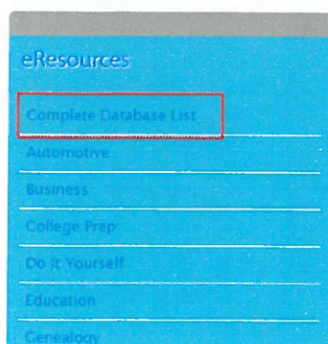 eResources
Complete Database List
Automotive
Business
College Prep
Do It Yourself
Education
Genealogy